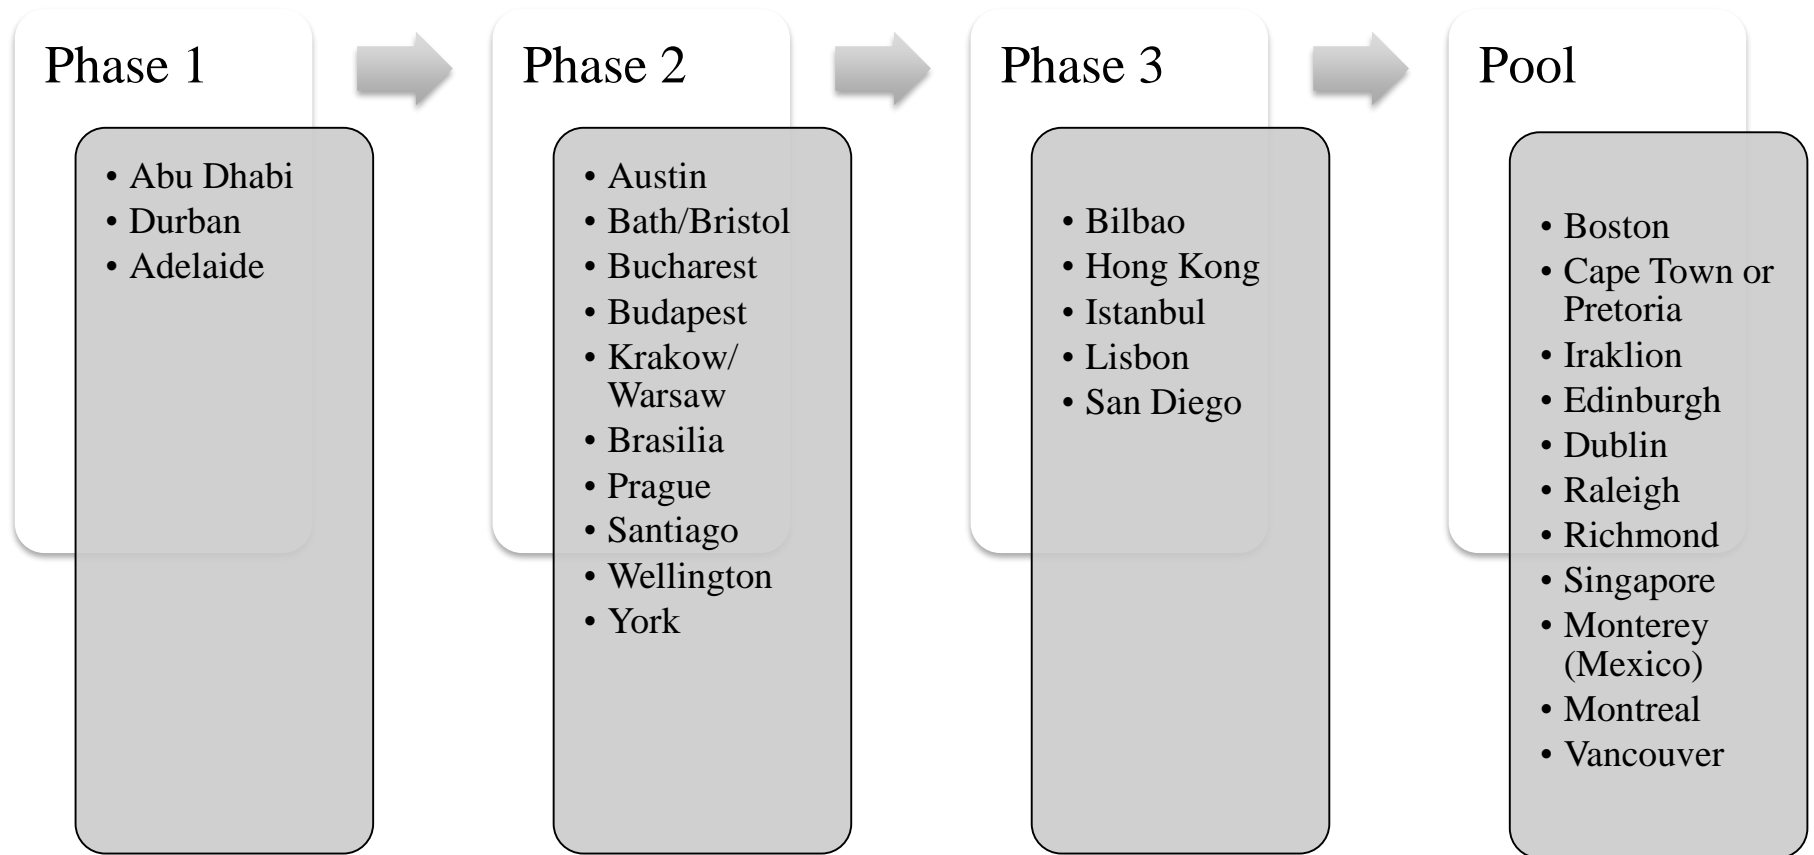 Phase 1
• Abu Dhabi
• Durban
• Adelaide
Phase 2
• Austin
• Bath/Bristol
• Bucharest
• Budapest
• Krakow/
Warsaw
• Brasilia
• Prague
• Santiago
• Wellington
• York
Phase 3
• Bilbao
• Hong Kong
• Istanbul
• Lisbon
• San Diego
Pool
• Boston
• Cape Town or
Pretoria
• Iraklion
• Edinburgh
• Dublin
• Raleigh
• Richmond
• Singapore
• Monterey
(Mexico)
• Montreal
• Vancouver